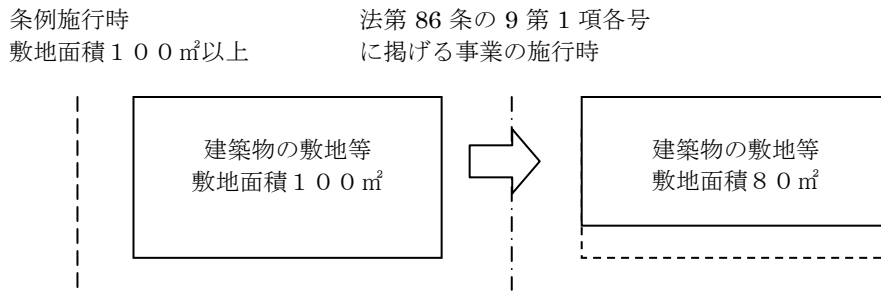 条例施行時
敷地面積１００㎡以上
法第 86 条の 9 第 1 項各号
に掲げる事業の施行時
建築物の敷地等
敷地面積１００㎡
建築物の敷地等
敷地面積８０㎡